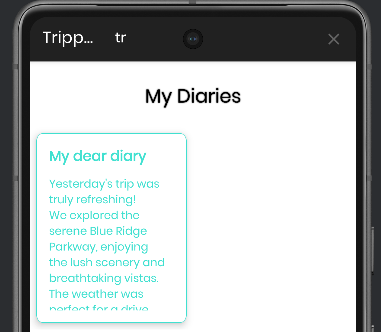 Tripp... tr
My Diaries
My dear diary
Yesterday's trip was
truly refreshing!
We explored the
serene Blue Ridge
Parkway, enjoying
the lush scenery and
breathtaking vistas.
The weather was
perfect for a drive